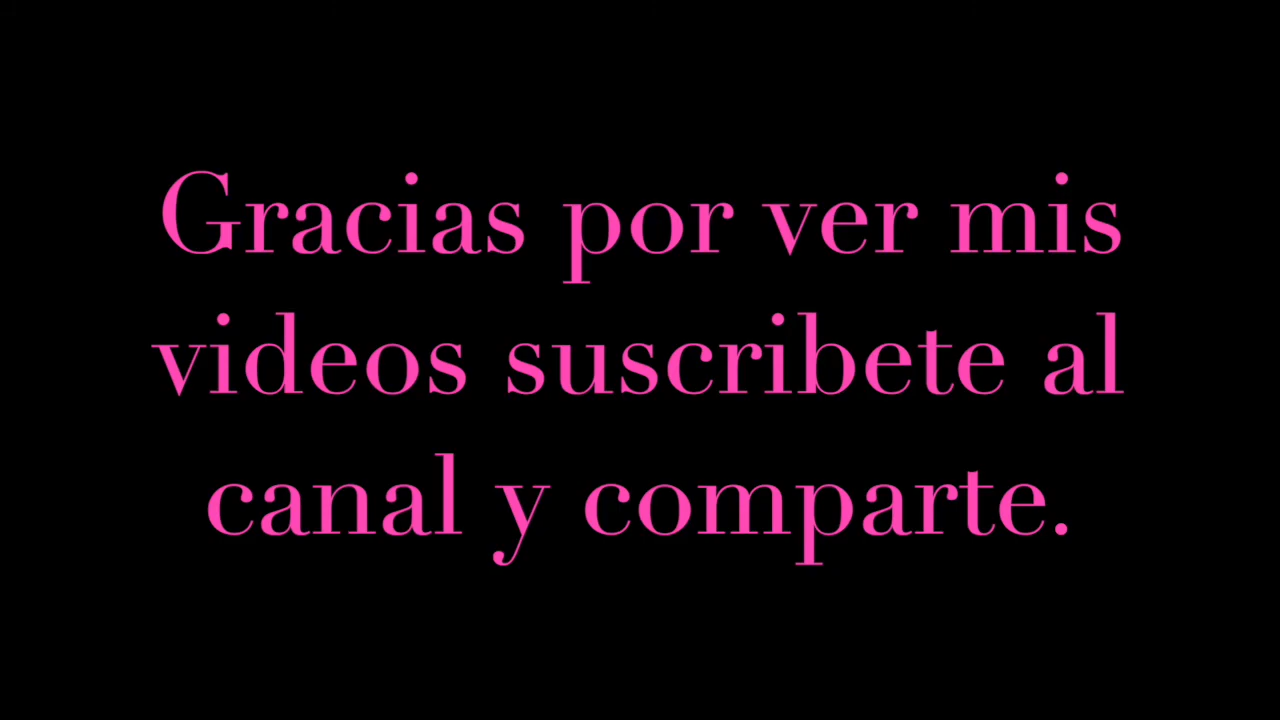 Gracias por ver mis
videos suscribete al
canal y comparte.